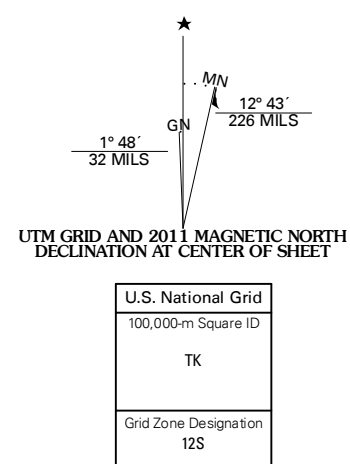 MN
GN
12° 43´
226 MILS
1° 48´
32 MILS
UTM GRID AND 2011 MAGNETIC NORTH
DECLINATION AT CENTER OF SHEET
U.S. National Grid
100,000-m Square ID
TK
Grid Zone Designation
12S